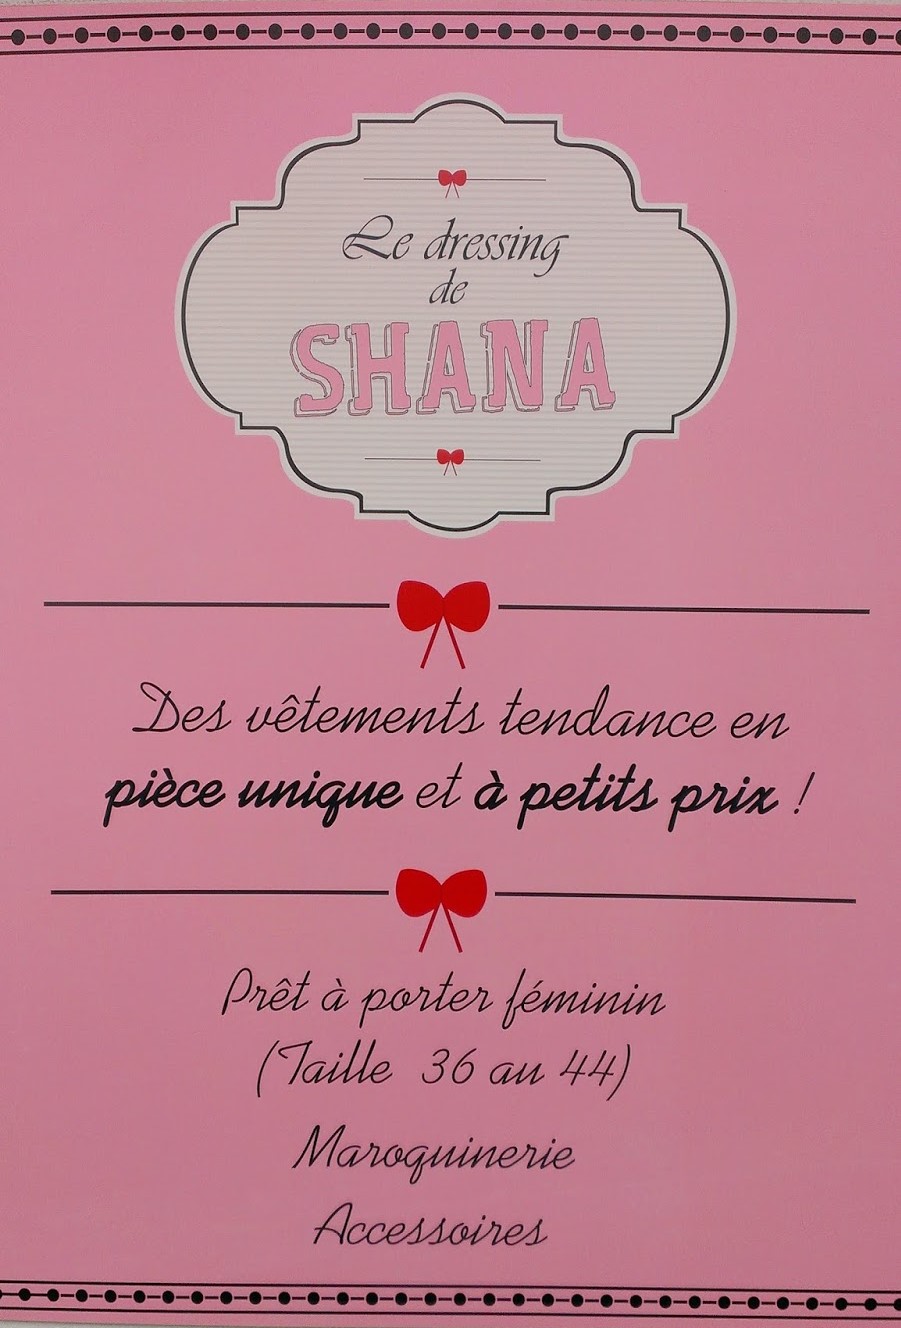 Le dressing
de
SHANA
Des vêtements tendance en
pièce unique et à petits prix !
Prêt à porter féminin
(Taille 36 au 44)
Maroquinerie
Accessoires